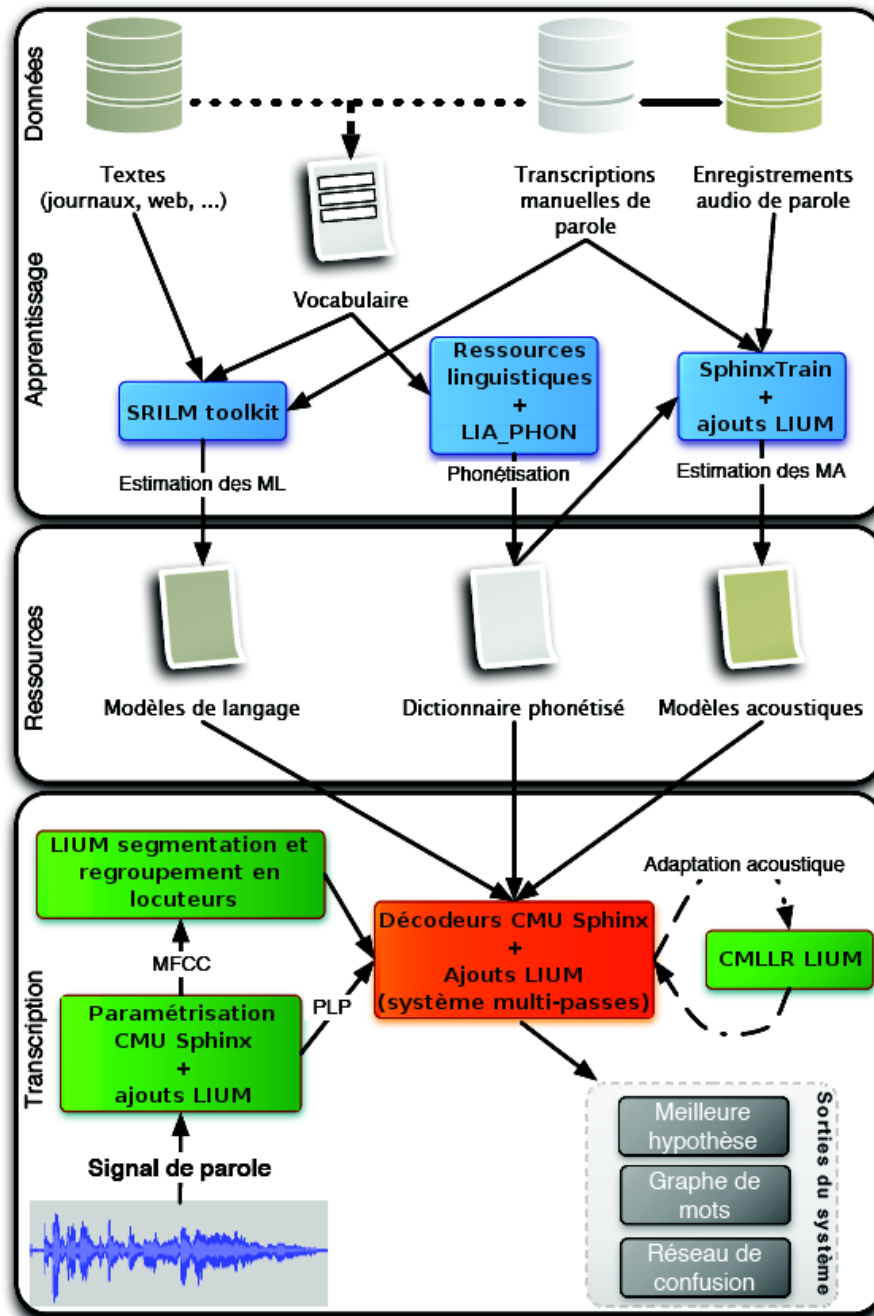 Données
Textes
(journaux, web, ...)
Transcriptions
manuelles de
parole
Enregistrements
audio de parole
Apprentissage
Vocabulaire
SRILM toolkit
Ressources
linguistiques
+
LIA_PHON
SphinxTrain
+
ajouts LIUM
Estimation des ML
Phonétisation
Estimation des MA
Ressources
Modèles de langage
Dictionnaire phonétisé
Modèles acoustiques
Transcription
LIUM segmentation et
regroupement en
locuteurs
MFCC
PLP
Paramétrisation
CMU Sphinx
+
ajouts LIUM
Signal de parole
Décodeurs CMU Sphinx
+
Ajouts LIUM
(système multi-passes)
Adaptation acoustique
CMLLR LIUM
Sorties du système
Meilleure
hypothèse
Graphe de
mots
Réseau de
confusion